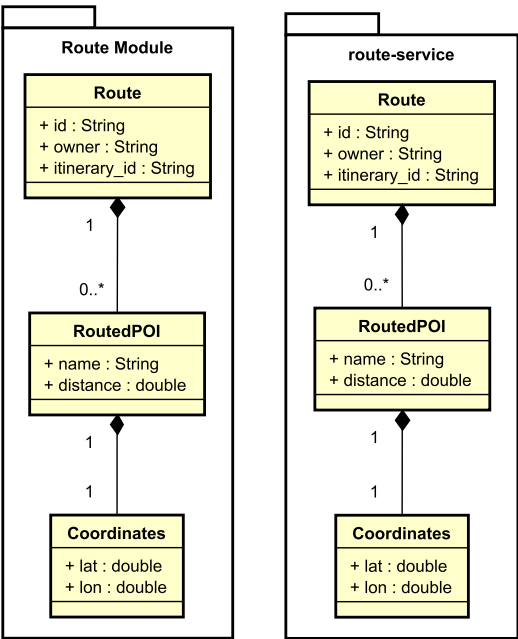 Route Module
Route
+ id : String
+ owner : String
+ itinerary_id : String
1
0..*
RoutedPOI
+ name : String
+ distance : double
1
1
Coordinates
+ lat : double
+ lon : double
route-service
Route
+ id : String
+ owner : String
+ itinerary_id : String
1
0..*
RoutedPOI
+ name : String
+ distance : double
1
1
Coordinates
+ lat : double
+ lon : double